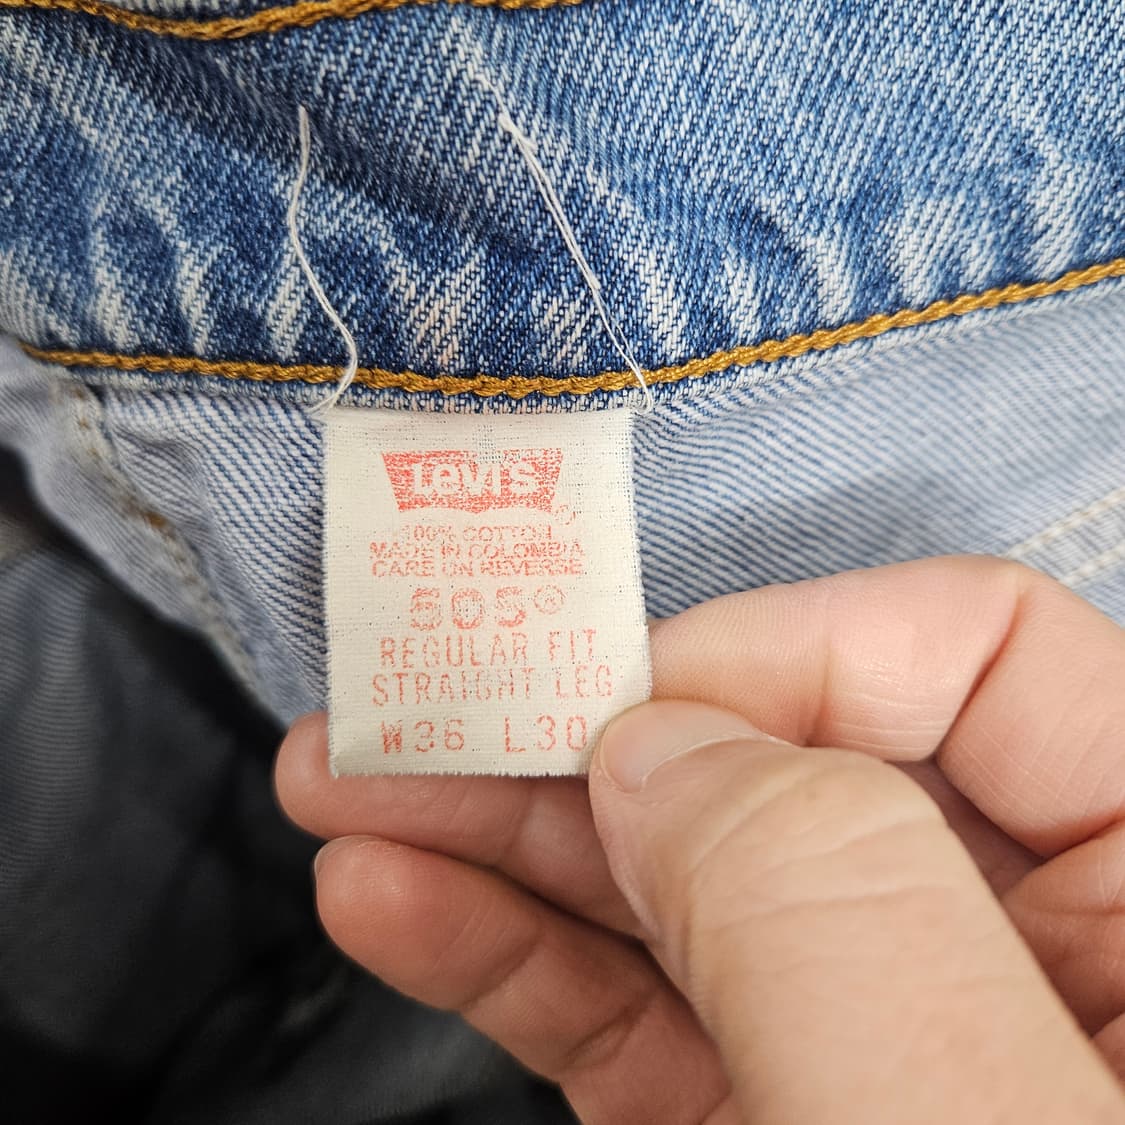 Levi's
®
100% COTTON
MADE IN COLOMBIA
CARE ON REVERSE
505®
REGULAR FIT
STRAIGHT LEG
W36 L30